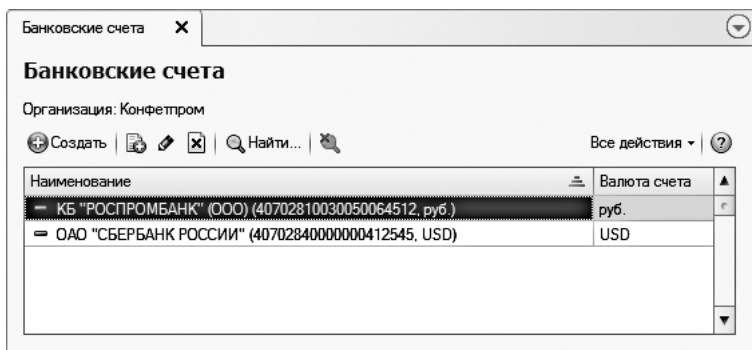 Банковские счета
Банковские счета
Организация: Конфетпром
Создать Найти... Все действия ?
Наименование Валюта счета
КБ "РОСПРОМБАНК" (ООО) (40702810030050064512, руб.) руб.
ОАО "СБЕРБАНК РОССИИ" (40702840000000412545, USD) USD